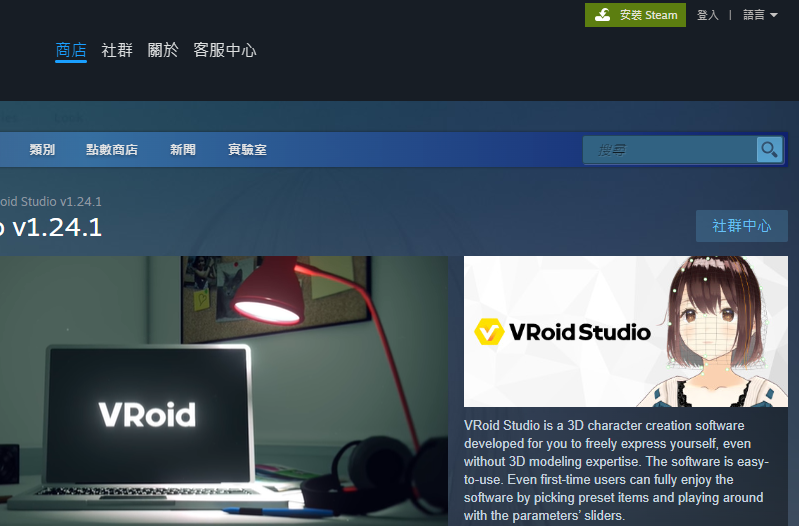 安裝 Steam
登入 | 語言
商店 社群 關於 客服中心
類別 點數商店 新聞 實驗室 搜尋
oid Studio v1.24.1
o v1.24.1
社群中心
VRoid
VRoid Studio
VRoid Studio is a 3D character creation software
developed for you to freely express yourself, even
without 3D modeling expertise. The software is easy-
to-use. Even first-time users can fully enjoy the
software by picking preset items and playing around
with the parameters’ sliders.